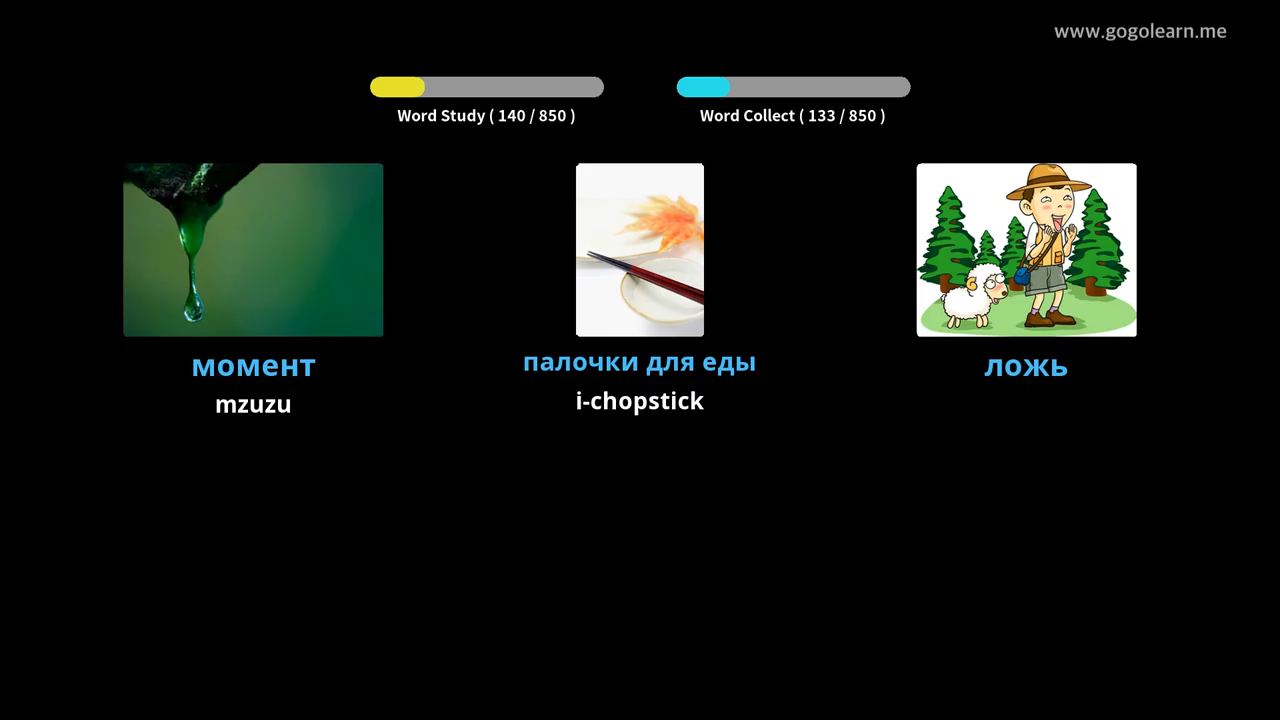 www.gogolearn.me
Word Study ( 140 / 850 )
Word Collect ( 133 / 850 )
момент
mzuzu
палочки для еды
i-chopstick
ложь